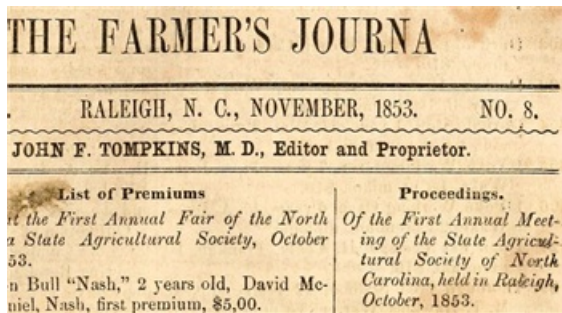 THE FARMER'S JOURNA
RALEIGH, N. C., NOVEMBER, 1853. NO. 8.
JOHN F. TOMPKINS, M. D., Editor and Proprietor.
List of Premiums
at the First Annual Fair of the North
a State Agricultural Society, October
53.
n Bull "Nash," 2 years old, David Mc-
niel, Nash, first premium, $5,00.
Proceedings.
Of the First Annual Meet-
ing of the State Agricul-
tural Society of North
Carolina, held in Raleigh,
October, 1853.